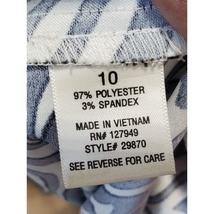 10
97% POLYESTER
3% SPANDEX
MADE IN VIETNAM
RN# 127949
STYLE# 29870
SEE REVERSE FOR CARE